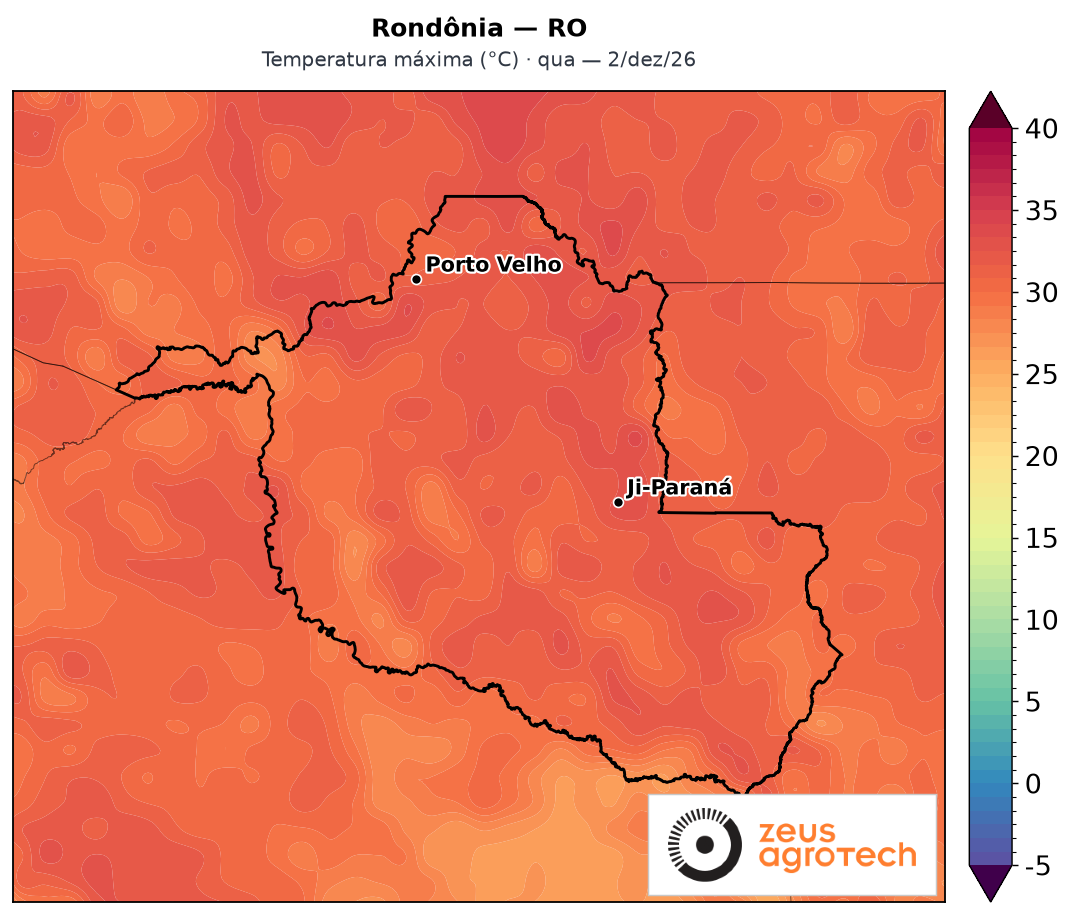 Rondônia — RO
Temperatura máxima (°C) · qua — 2/dez/26
Porto Velho
Ji-Paraná
40
35
30
25
20
15
10
5
0
-5
zeus
agrotech